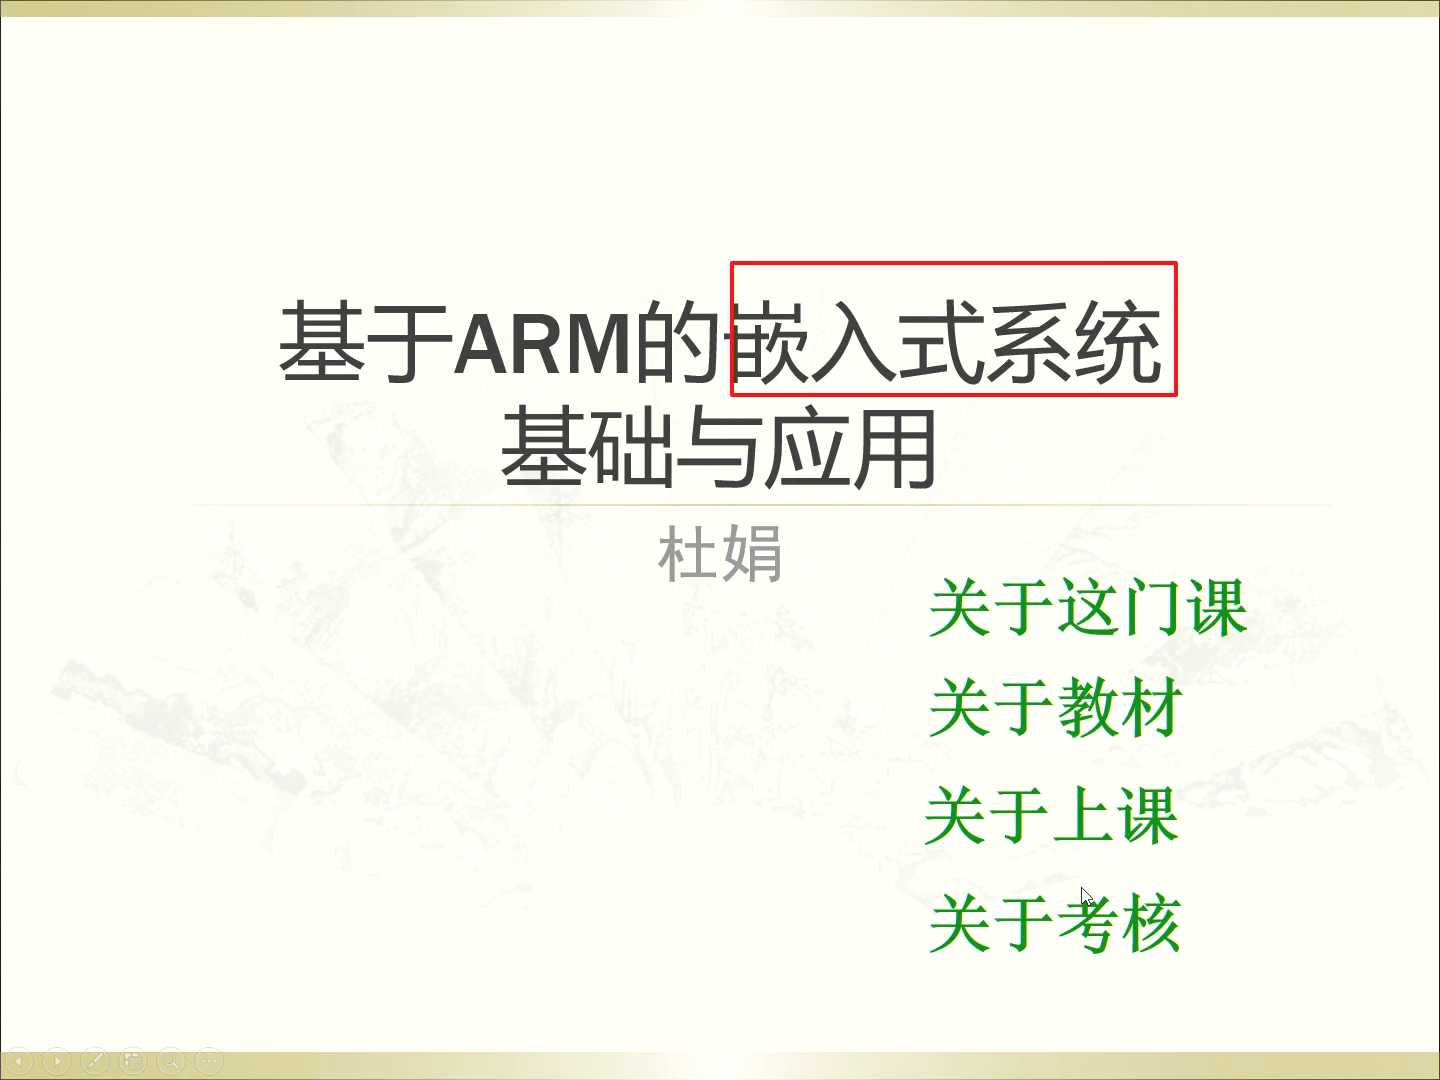 基于ARM的嵌入式系统
基础与应用
杜娟
关于这门课
关于教材
关于上课
关于考核